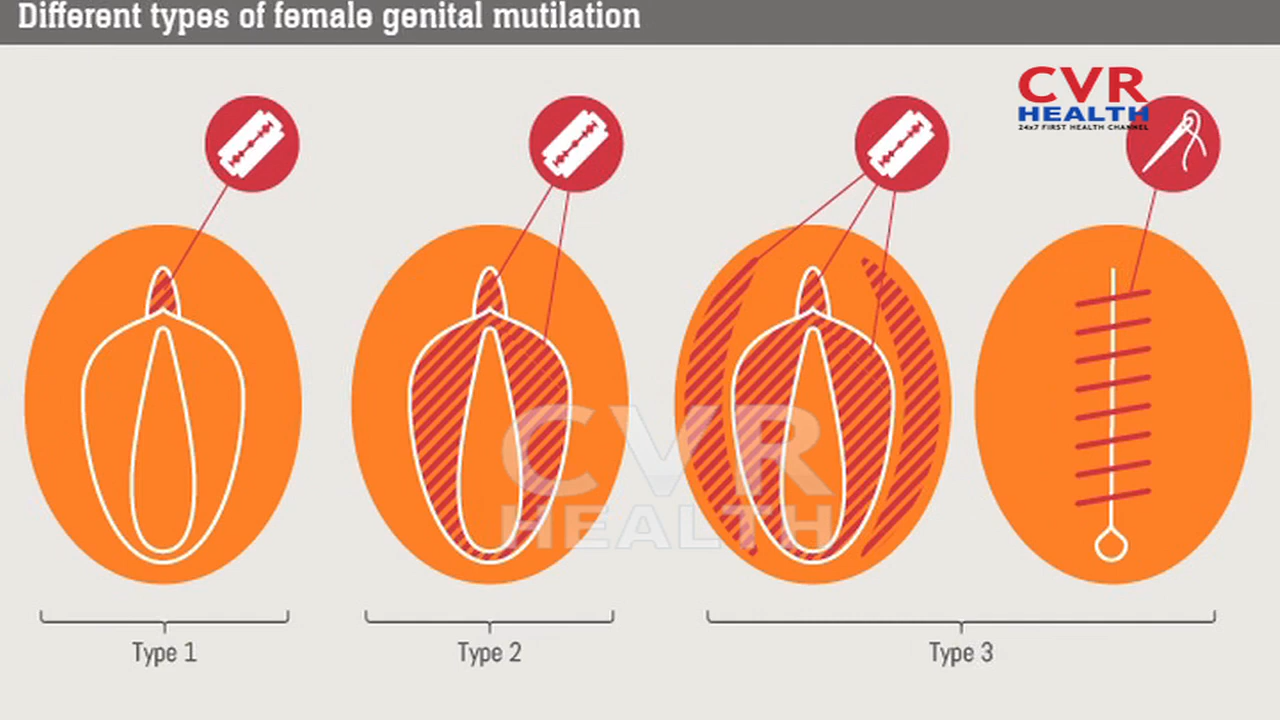 Different types of female genital mutilation
CVR
HEALTH
24x7 FIRST HEALTH CHANNEL
CVR
HEALTH
Type 1
Type 2
Type 3